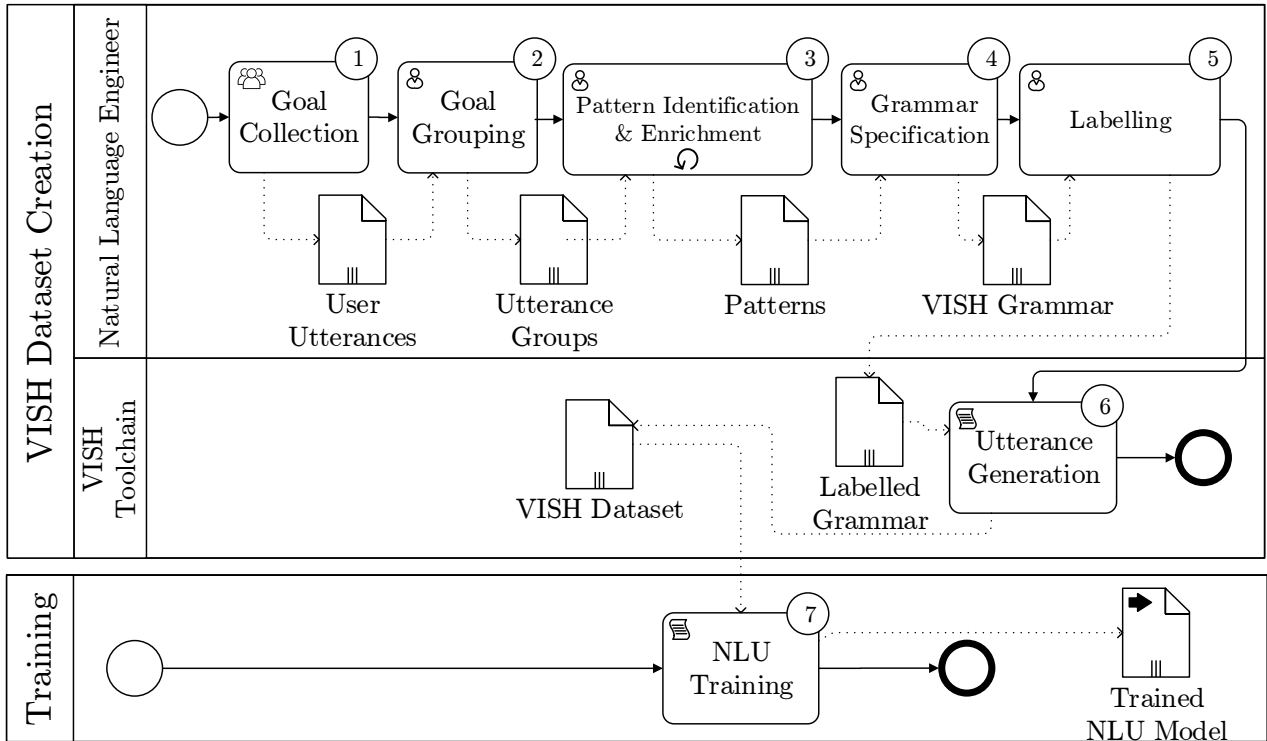 VISH Dataset Creation
Natural Language Engineer
1
Goal
Collection
2
Goal
Grouping
3
Pattern Identification
& Enrichment
4
Grammar
Specification
5
Labelling
User
Utterances
Utterance
Groups
Patterns
VISH Grammar
VISH
Toolchain
VISH Dataset
Labelled
Grammar
6
Utterance
Generation
Training
7
NLU
Training
Trained
NLU Model